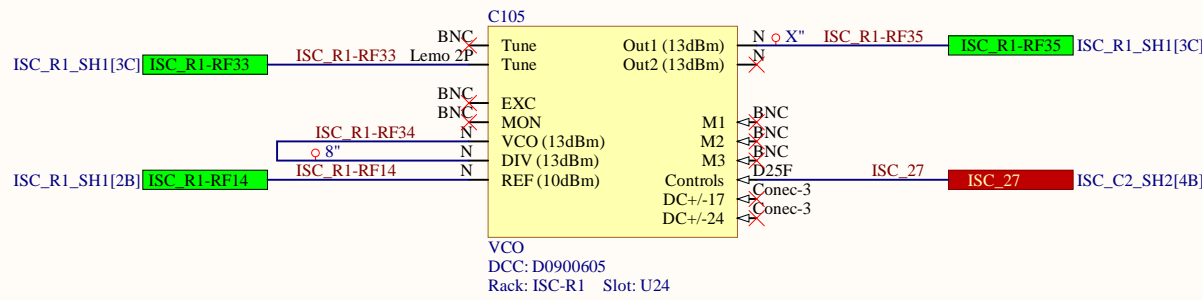 C105
BNC Tune Out1 (13dBm) N X" ISC_R1-RF35 ISC_R1-RF35 ISC_R1_SH1[3C]
ISC_R1_SH1[3C] ISC_R1-RF33 ISC_R1-RF33 Lemo 2P Tune Out2 (13dBm) N
BNC EXC
BNC MON M1 BNC
ISC_R1-RF34 N VCO (13dBm) M2 BNC
8" N DIV (13dBm) M3 BNC
ISC_R1_SH1[2B] ISC_R1-RF14 ISC_R1-RF14 N REF (10dBm) Controls D25F ISC_27 ISC_27 ISC_C2_SH2[4B]
DC+/-17 Conec-3
DC+/-24 Conec-3
VCO
DCC: D0900605
Rack: ISC-R1 Slot: U24